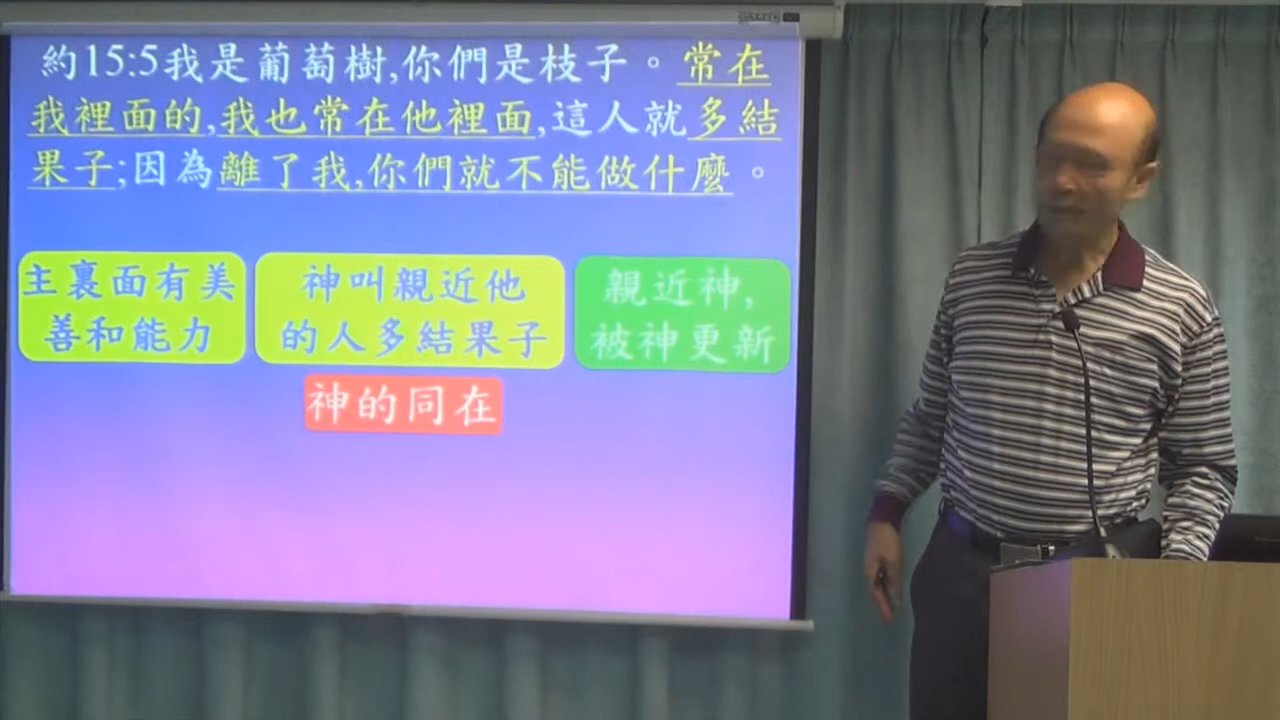 約15:5我是葡萄樹,你們是枝子。常在
我裡面的,我也常在他裡面,這人就多結
果子;因為離了我,你們就不能做什麼。
主裏面有美
善和能力
神叫親近他
的人多結果子
親近神,
被神更新
神的同在